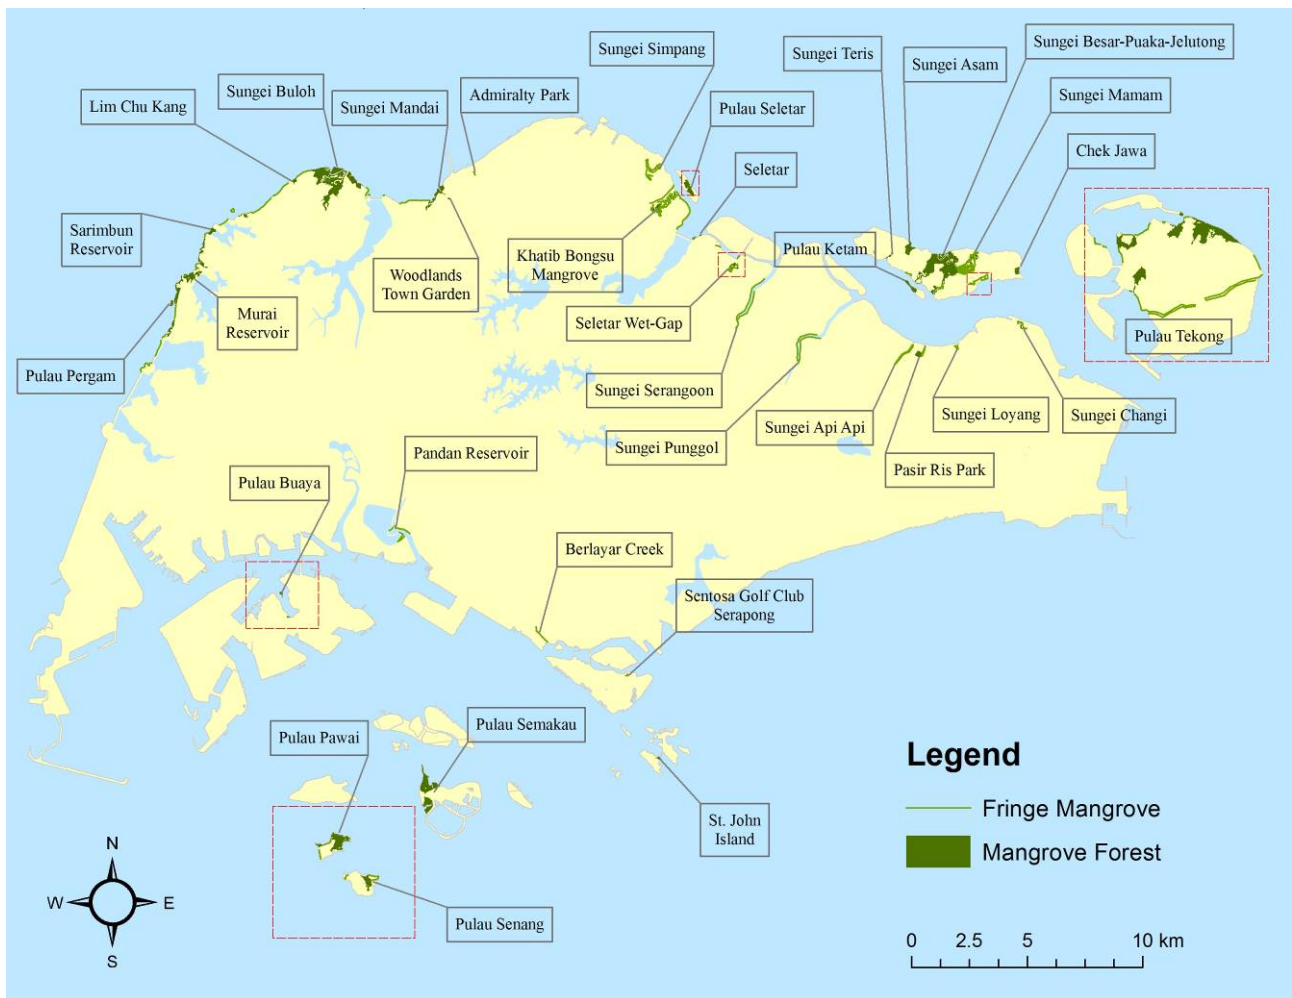 Sungei Simpang
Sungei Teris
Sungei Besar-Puaka-Jelutong
Sungei Asam
Sungei Buloh
Lim Chu Kang
Sungei Mandai
Admiralty Park
Pulau Seletar
Sungei Mamam
Chek Jawa
Seletar
Sarimbun
Reservoir
Woodlands
Town Garden
Khatib Bongsu
Mangrove
Pulau Ketam
Murai
Reservoir
Seletar Wet-Gap
Pulau Tekong
Pulau Pergam
Sungei Serangoon
Sungei Api Api
Sungei Loyang
Sungei Changi
Sungei Punggol
Pandan Reservoir
Pasir Ris Park
Pulau Buaya
Berlayar Creek
Sentosa Golf Club
Serapong
Pulau Pawai
Pulau Semakau
St. John
Island
Pulau Senang
Legend
Fringe Mangrove
Mangrove Forest
N
W
E
S
0 2.5 5 10 km